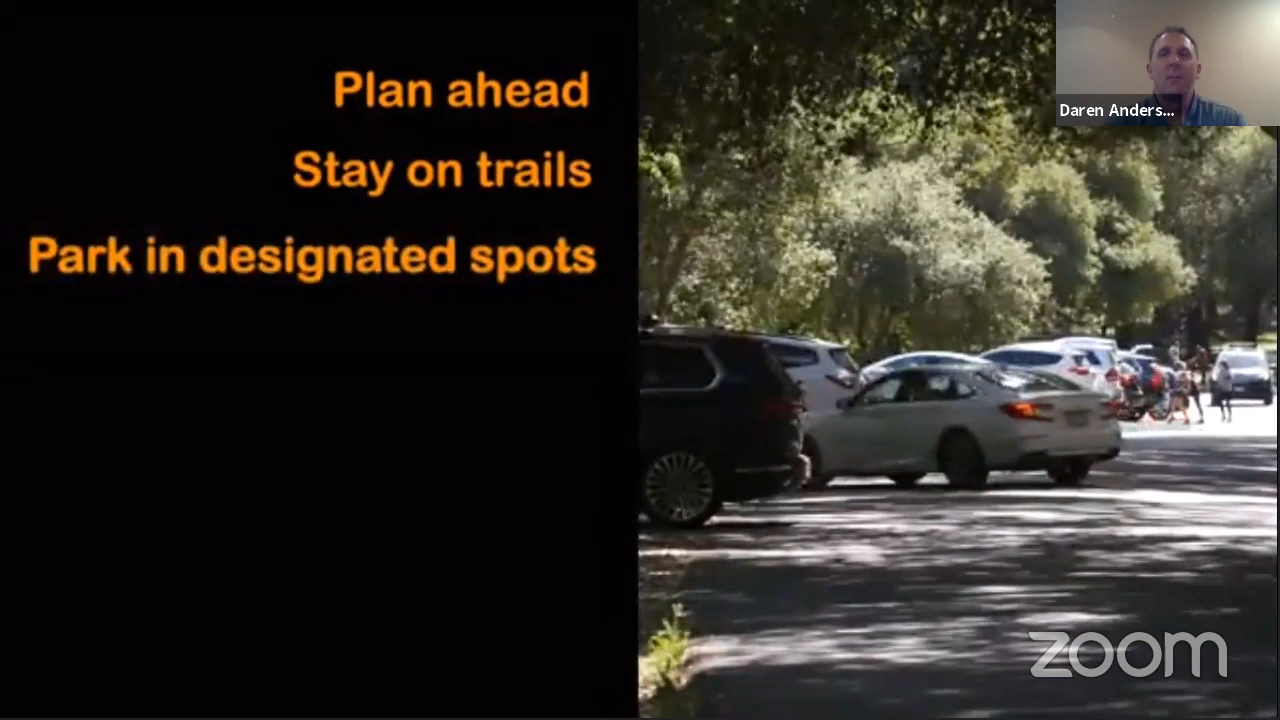 Plan ahead
Stay on trails
Park in designated spots
Daren Anders...
zoom